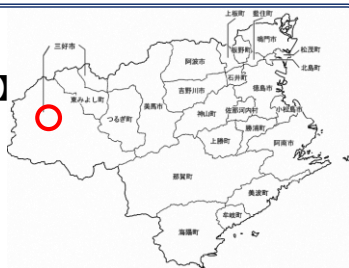 】
上板町
藍住町
三好市
鳴門市
松茂町
阿波市
板野町
北島町
石井町
東みよし町
吉野川市
徳島市
美馬市
つるぎ町
神山町
佐那河内村
小松島市
勝浦町
上勝町
阿南市
那賀町
美波町
牟岐町
海陽町